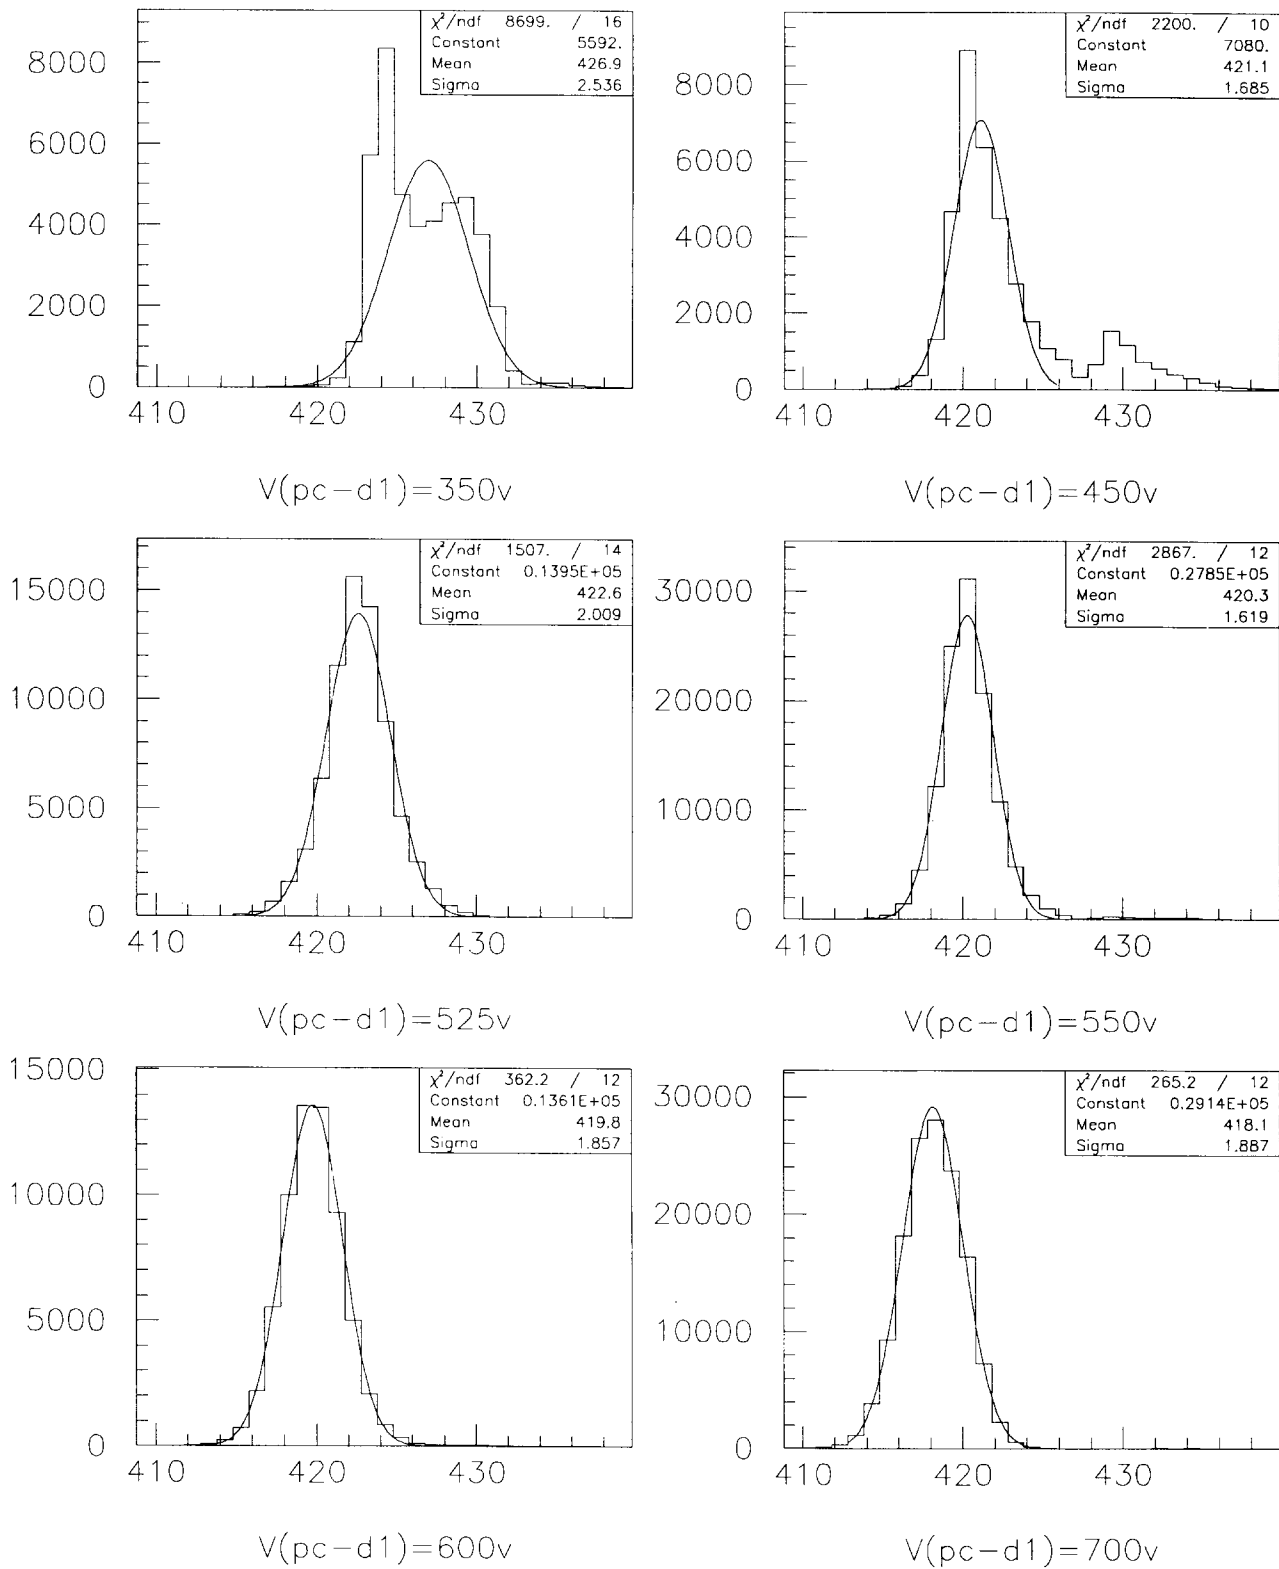 χ²/ndf 8699. / 16
Constant 5592.
Mean 426.9
Sigma 2.536
8000
6000
4000
2000
0
410 420 430
V(pc-d1)=350v
χ²/ndf 2200. / 10
Constant 7080.
Mean 421.1
Sigma 1.685
8000
6000
4000
2000
0
410 420 430
V(pc-d1)=450v
χ²/ndf 1507. / 14
Constant 0.1395E+05
Mean 422.6
Sigma 2.009
15000
10000
5000
0
410 420 430
V(pc-d1)=525v
χ²/ndf 2867. / 12
Constant 0.2785E+05
Mean 420.3
Sigma 1.619
30000
20000
10000
0
410 420 430
V(pc-d1)=550v
χ²/ndf 362.2 / 12
Constant 0.1361E+05
Mean 419.8
Sigma 1.857
15000
10000
5000
0
410 420 430
V(pc-d1)=600v
χ²/ndf 265.2 / 12
Constant 0.2914E+05
Mean 418.1
Sigma 1.887
30000
20000
10000
0
410 420 430
V(pc-d1)=700v